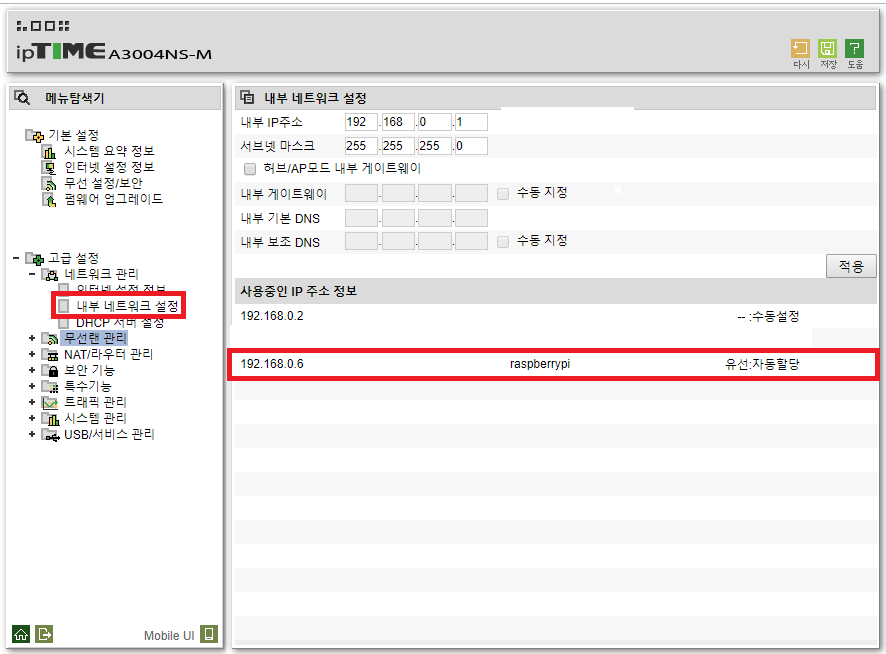 ipTIME A3004NS-M
다시 저장 도움
메뉴탐색기
기본 설정
시스템 요약 정보
인터넷 설정 정보
무선 설정/보안
펌웨어 업그레이드
고급 설정
네트워크 관리
인터넷 설정 정보
내부 네트워크 설정
DHCP 서버 설정
무선랜 관리
NAT/라우터 관리
보안 기능
특수기능
트래픽 관리
시스템 관리
USB/서비스 관리
Mobile UI
내부 네트워크 설정
내부 IP주소 192 . 168 . 0 . 1
서브넷 마스크 255 . 255 . 255 . 0
허브/AP모드 내부 게이트웨이
내부 게이트웨이 . . . 수동 지정
내부 기본 DNS . . .
내부 보조 DNS . . . 수동 지정
적용
사용중인 IP 주소 정보
192.168.0.2 -- :수동설정
192.168.0.6 raspberrypi 유선:자동할당